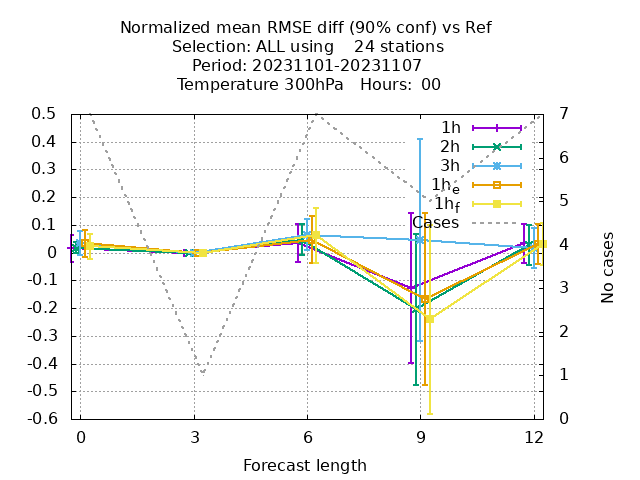 Normalized mean RMSE diff (90% conf) vs Ref
Selection: ALL using    24 stations
Period: 20231101-20231107
Temperature 300hPa   Hours:  00
0.5
0.4
0.3
0.2
0.1
0
-0.1
-0.2
-0.3
-0.4
-0.5
-0.6
7
6
5
4
3
2
1
0
1h
2h
3h
1he
1hf
Cases
No cases
0
3
6
9
12
Forecast length